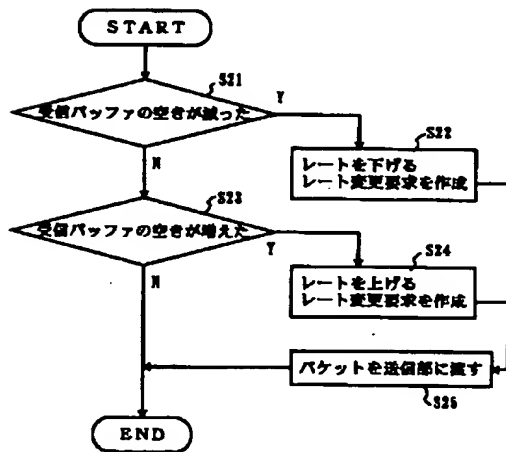 START
S21
受信バッファの空きが減った
Y
S22
レートを下げる
レート変更要求を作成
N
S23
受信バッファの空きが増えた
Y
S24
レートを上げる
レート変更要求を作成
N
パケットを送信部に渡す
S25
END